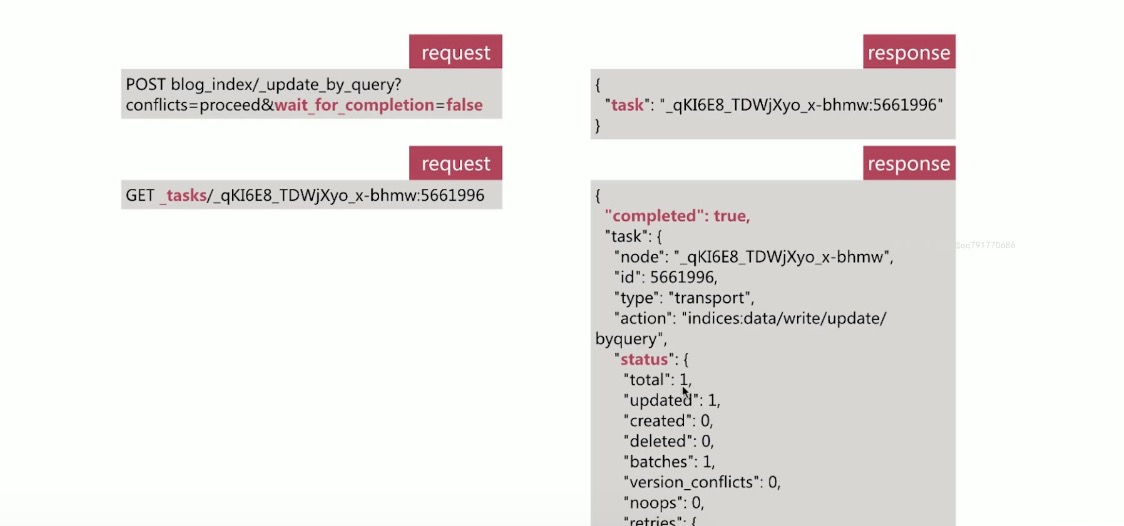 request
POST blog_index/_update_by_query?
conflicts=proceed&wait_for_completion=false
response
{
"task": "_qKI6E8_TDWjXyo_x-bhmw:5661996"
}
request
GET _tasks/_qKI6E8_TDWjXyo_x-bhmw:5661996
response
{
"completed": true,
"task": {
"node": "_qKI6E8_TDWjXyo_x-bhmw",
"id": 5661996,
"type": "transport",
"action": "indices:data/write/update/
byquery",
"status": {
"total": 1,
"updated": 1,
"created": 0,
"deleted": 0,
"batches": 1,
"version_conflicts": 0,
"noops": 0,
"retries": {